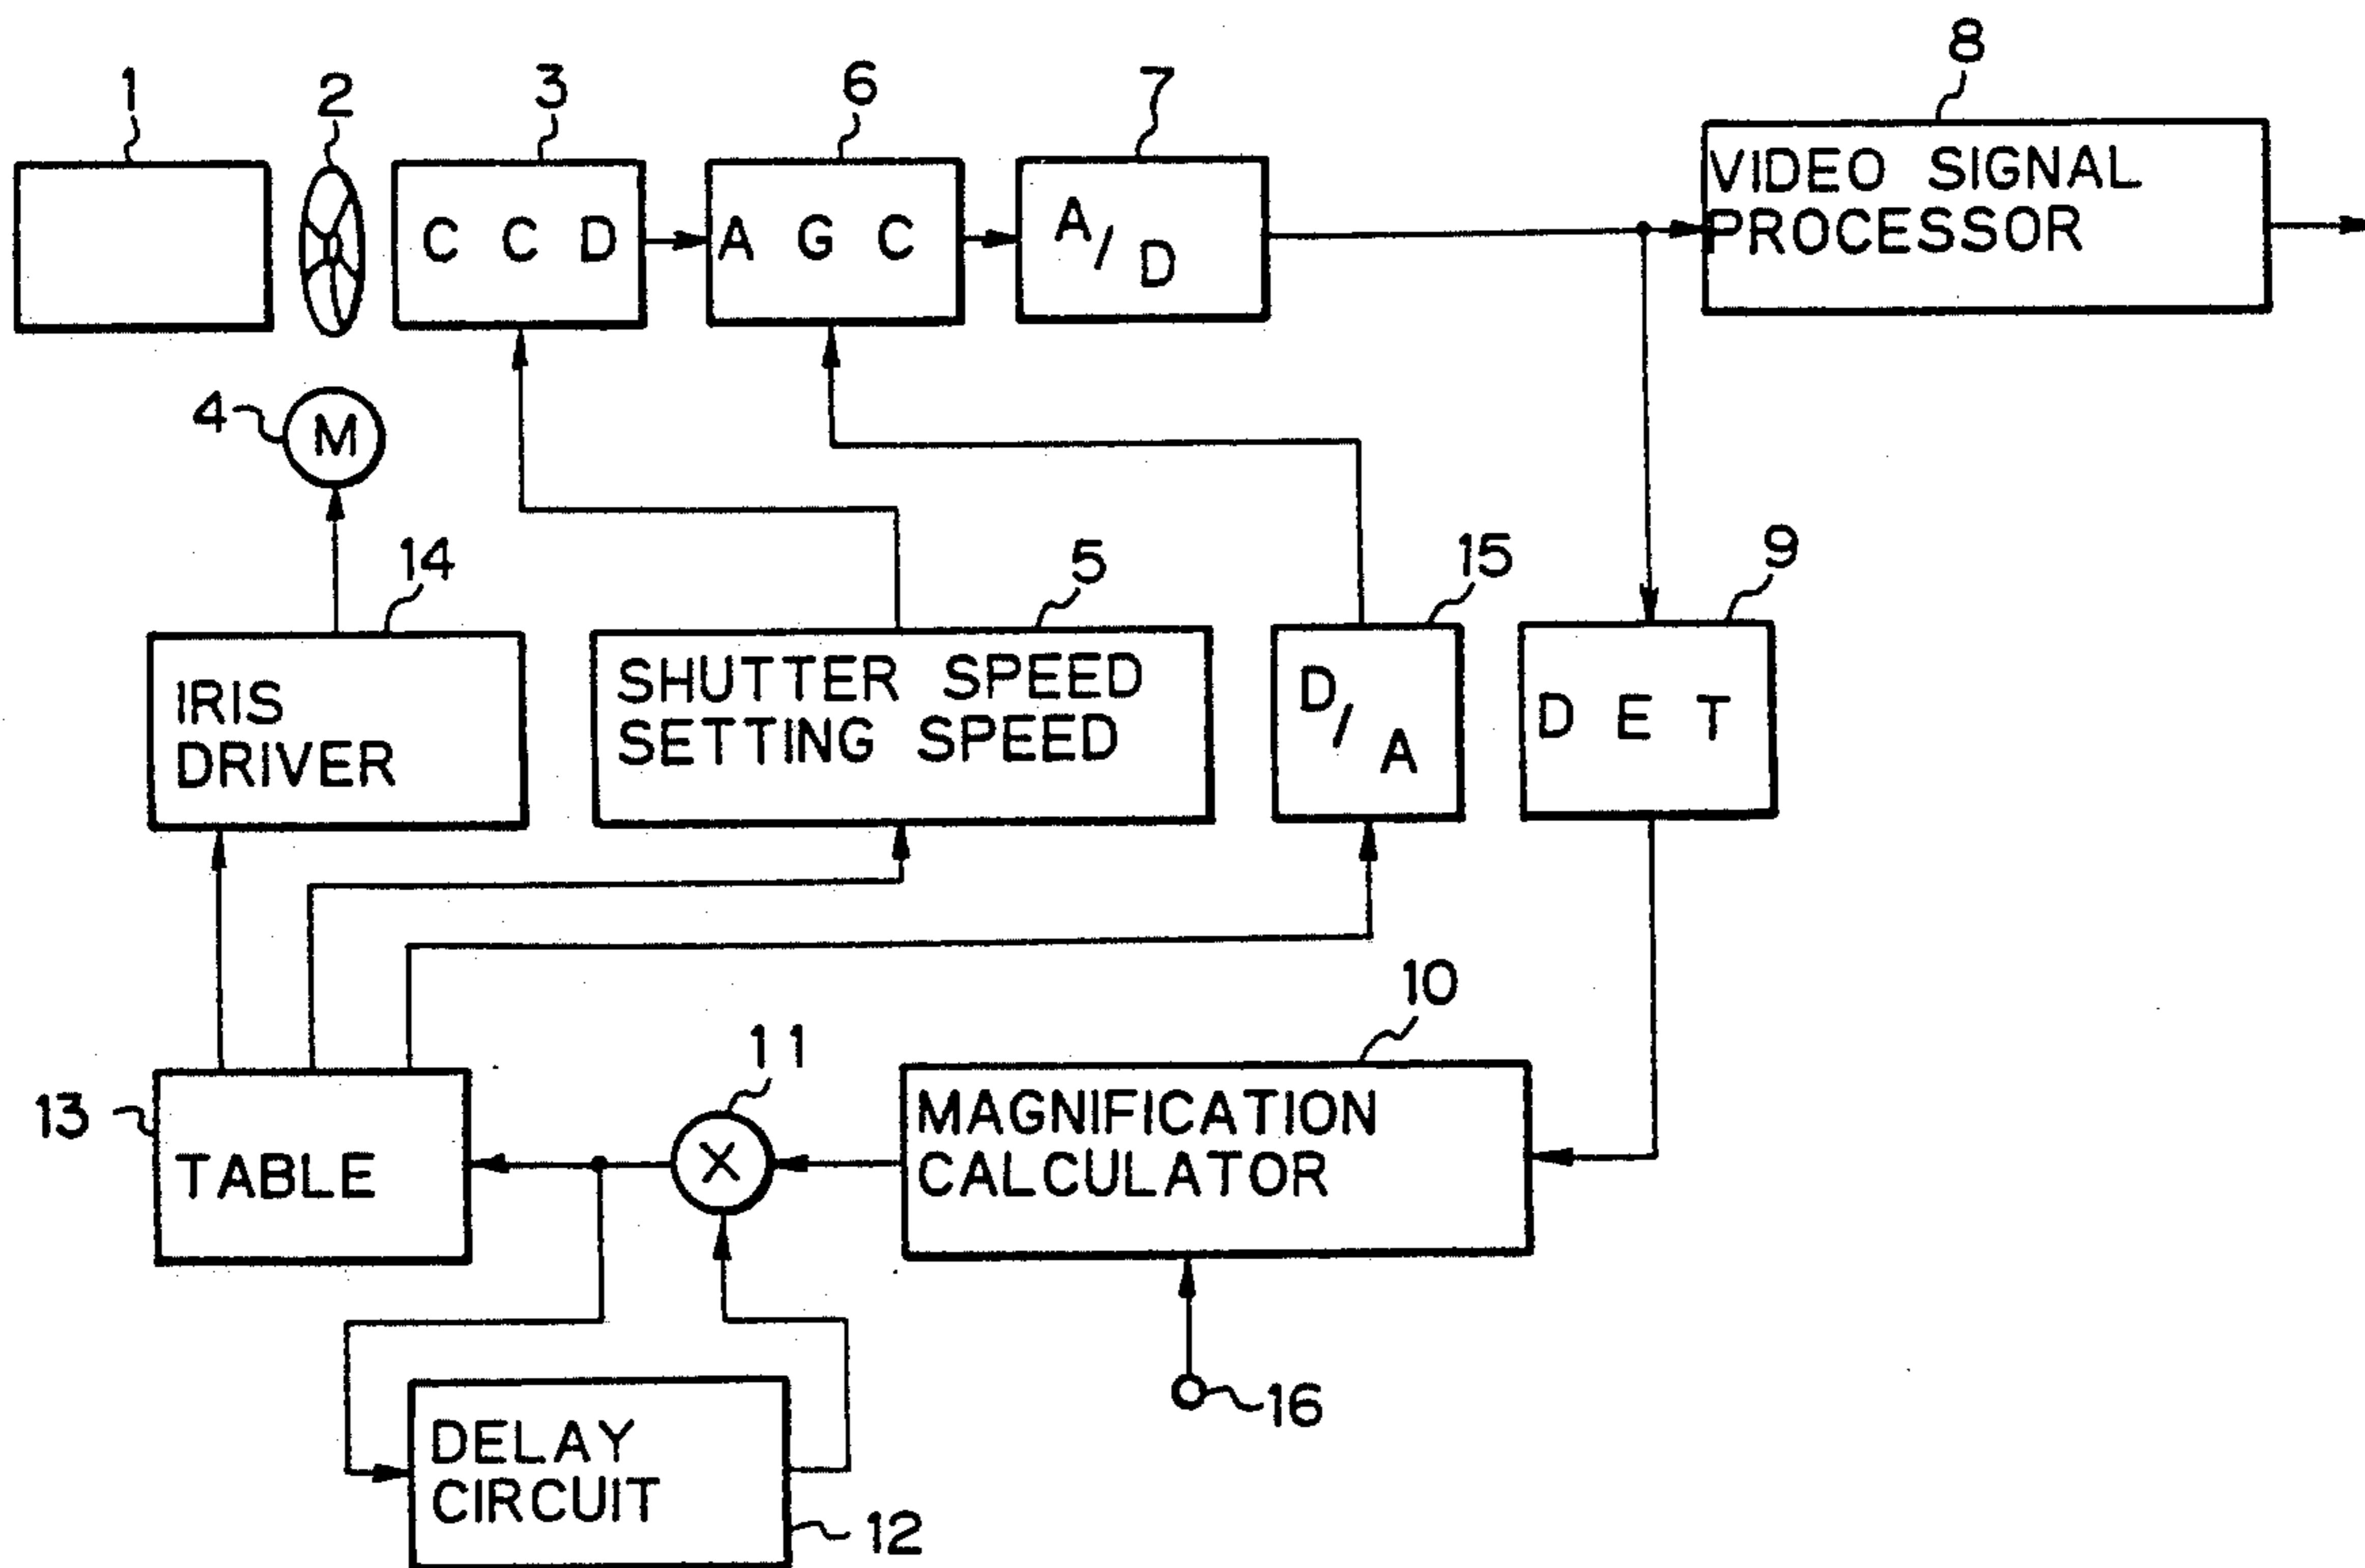 1
2
3
6
7
8
C C D
A G C
A/D
VIDEO SIGNAL
PROCESSOR
4
M
14
5
15
9
IRIS
DRIVER
SHUTTER SPEED
SETTING SPEED
D/A
D E T
10
11
13
TABLE
X
MAGNIFICATION
CALCULATOR
16
DELAY
CIRCUIT
12